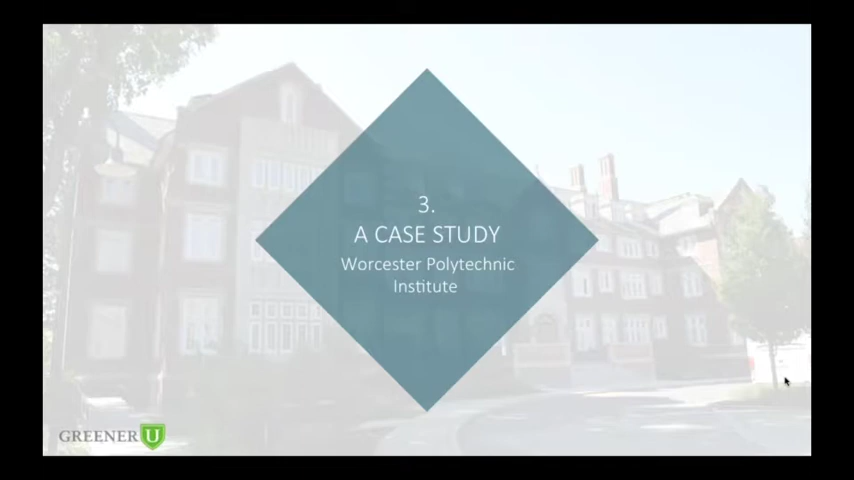 3.
A CASE STUDY
Worcester Polytechnic
Institute
GREENER U